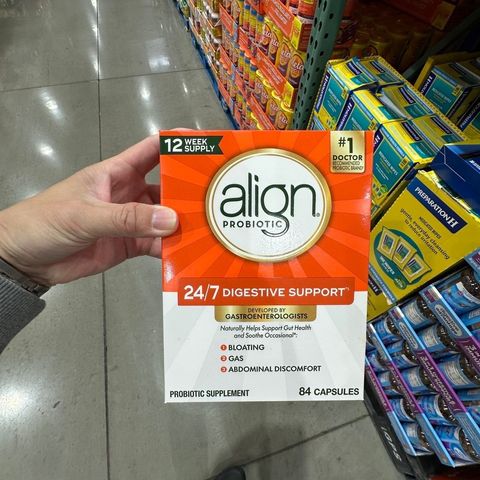 12 WEEK SUPPLY
#1
DOCTOR
RECOMMENDED
PROBIOTIC BRAND
align®
PROBIOTIC
24/7 DIGESTIVE SUPPORT
DEVELOPED BY
GASTROENTEROLOGISTS
Naturally Helps Support Gut Health
and Soothe Occasional*:
1 BLOATING
2 GAS
3 ABDOMINAL DISCOMFORT
PROBIOTIC SUPPLEMENT
84 CAPSULES
PREPARATION H